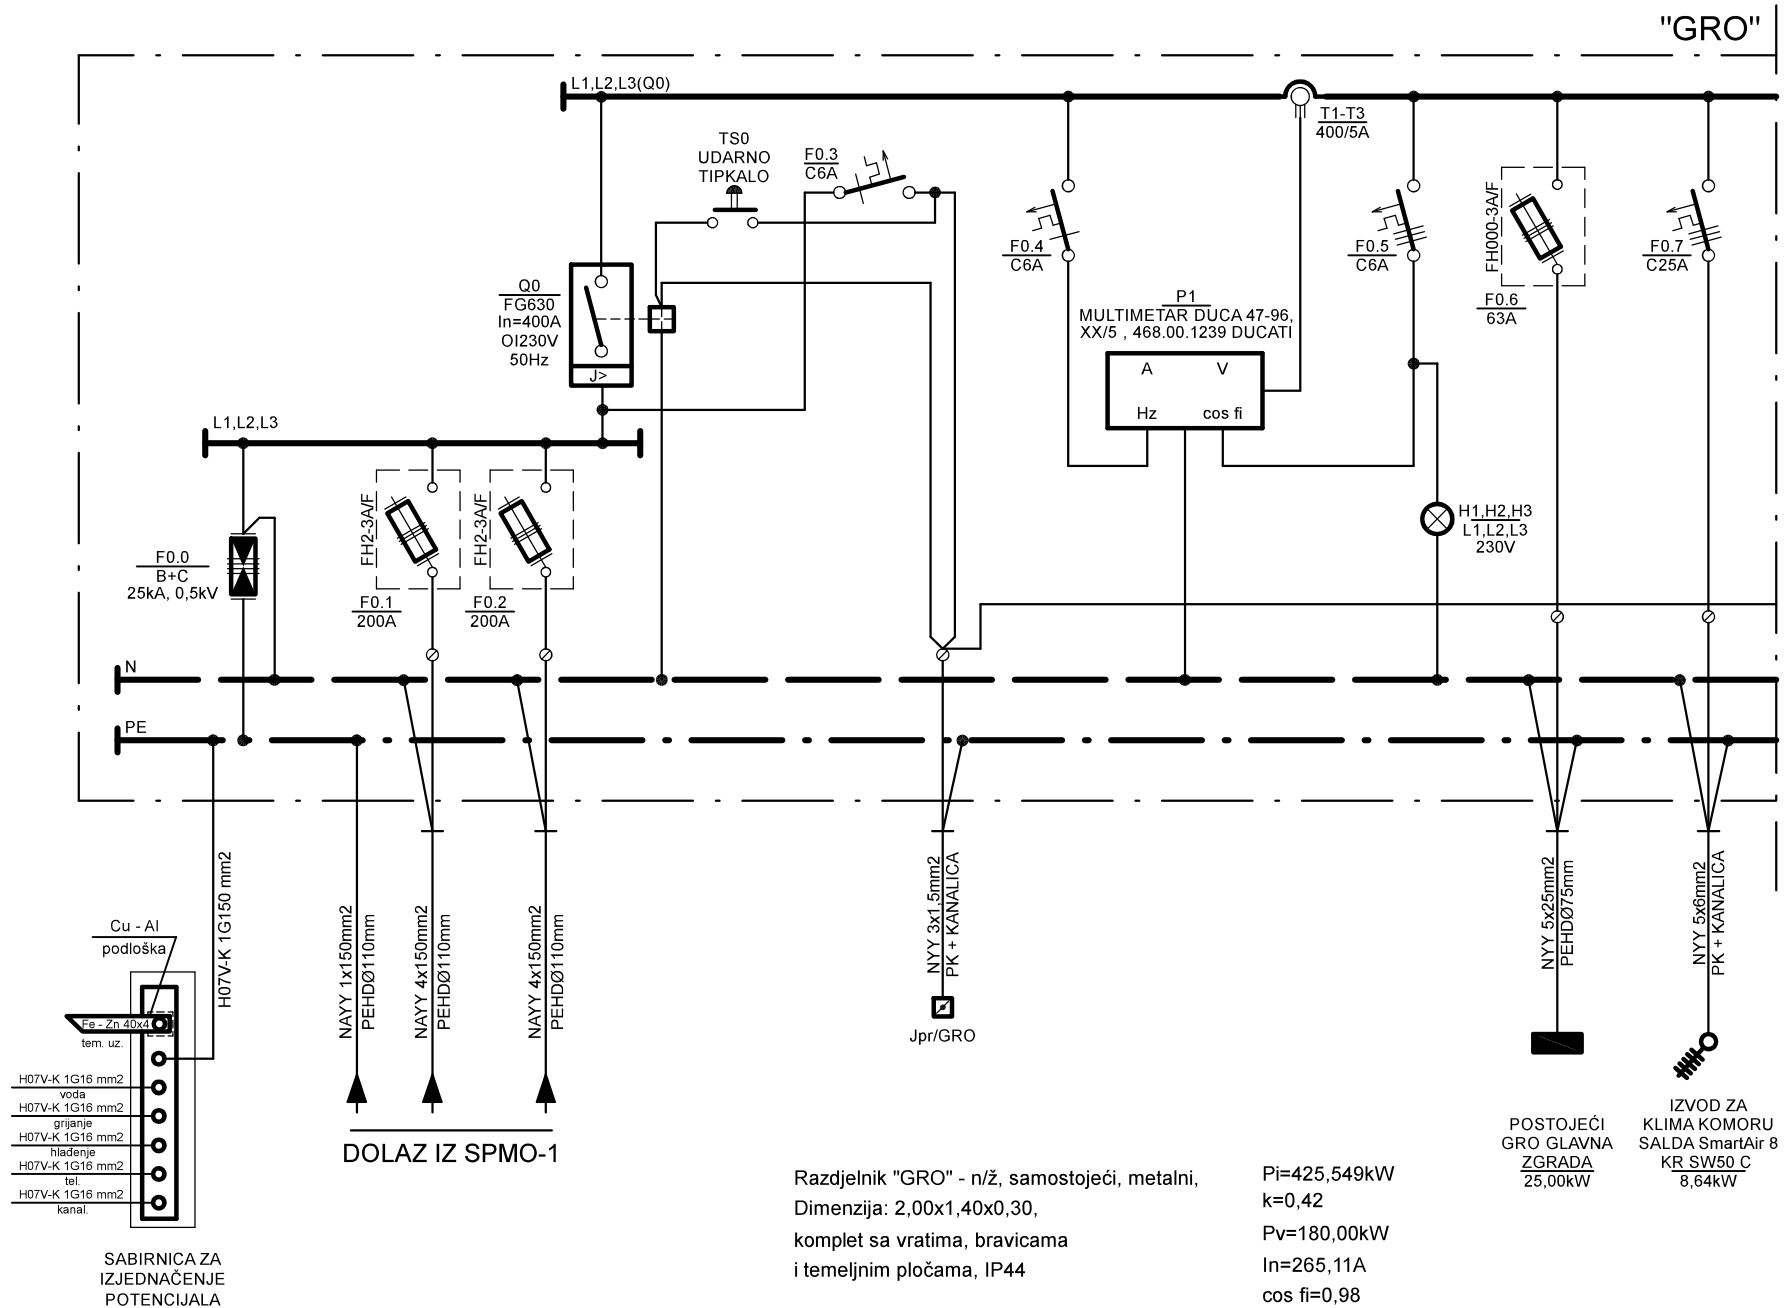 "GRO"
L1,L2,L3(Q0)
T1-T3
400/5A
TS0
UDARNO
TIPKALO
F0.3
C6A
F0.4
C6A
F0.5
C6A
FH000-3A/F
F0.6
63A
F0.7
C25A
Q0
FG630
In=400A
OI230V
50Hz
J>
P1
MULTIMETAR DUCA 47-96,
XX/5 , 468.00.1239 DUCATI
A
V
Hz
cos fi
L1,L2,L3
FH2-3A/F
FH2-3A/F
F0.0
B+C
25kA, 0,5kV
F0.1
200A
F0.2
200A
H1,H2,H3
L1,L2,L3
230V
N
PE
H07V-K 1G150 mm2
NAYY 1x150mm2
PEHDØ110mm
NAYY 4x150mm2
PEHDØ110mm
NAYY 4x150mm2
PEHDØ110mm
NYY 3x1,5mm2
PK + KANALICA
NYY 5x25mm2
PEHDØ75mm
NYY 5x6mm2
PK + KANALICA
Cu - Al
podloška
Fe - Zn 40x4
tem. uz.
H07V-K 1G16 mm2
voda
H07V-K 1G16 mm2
grijanje
H07V-K 1G16 mm2
hlađenje
H07V-K 1G16 mm2
tel.
H07V-K 1G16 mm2
kanal.
SABIRNICA ZA
IZJEDNAČENJE
POTENCIJALA
DOLAZ IZ SPMO-1
Jpr/GRO
POSTOJEĆI
GRO GLAVNA
ZGRADA
25,00kW
IZVOD ZA
KLIMA KOMORU
SALDA SmartAir 8
KR SW50 C
8,64kW
Razdjelnik "GRO" - n/ž, samostojeći, metalni,
Dimenzija: 2,00x1,40x0,30,
komplet sa vratima, bravicama
i temeljnim pločama, IP44
Pi=425,549kW
k=0,42
Pv=180,00kW
In=265,11A
cos fi=0,98